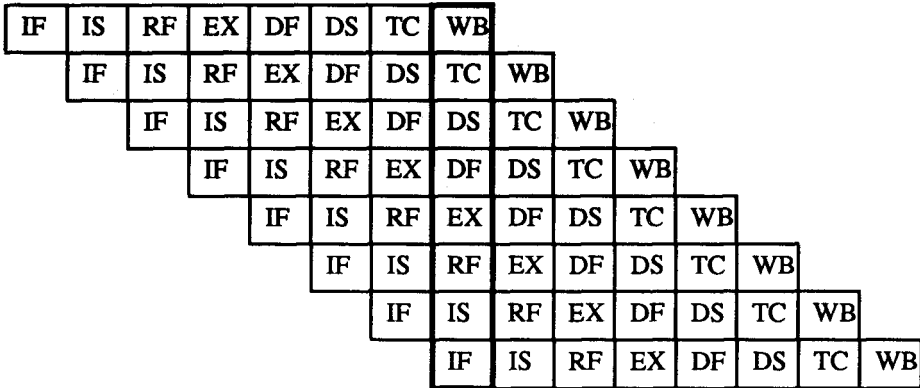 IF IS RF EX DF DS TC WB
IF IS RF EX DF DS TC WB
IF IS RF EX DF DS TC WB
IF IS RF EX DF DS TC WB
IF IS RF EX DF DS TC WB
IF IS RF EX DF DS TC WB
IF IS RF EX DF DS TC WB
IF IS RF EX DF DS TC WB